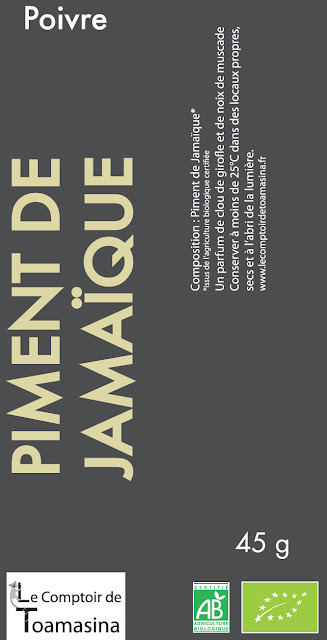 Poivre
PIMENT DE
JAMAÏQUE
Composition : Piment de Jamaïque*
*issus de l'agriculture biologique certifiée
Un parfum de clou de girofle et de noix de muscade
Conserver à moins de 25°C dans des locaux propres,
secs et à l'abri de la lumière.
www.lecomptoirdetoamasina.fr
45 g
Le Comptoir de
Toamasina
CERTIFIÉ
AB
AGRICULTURE
BIOLOGIQUE